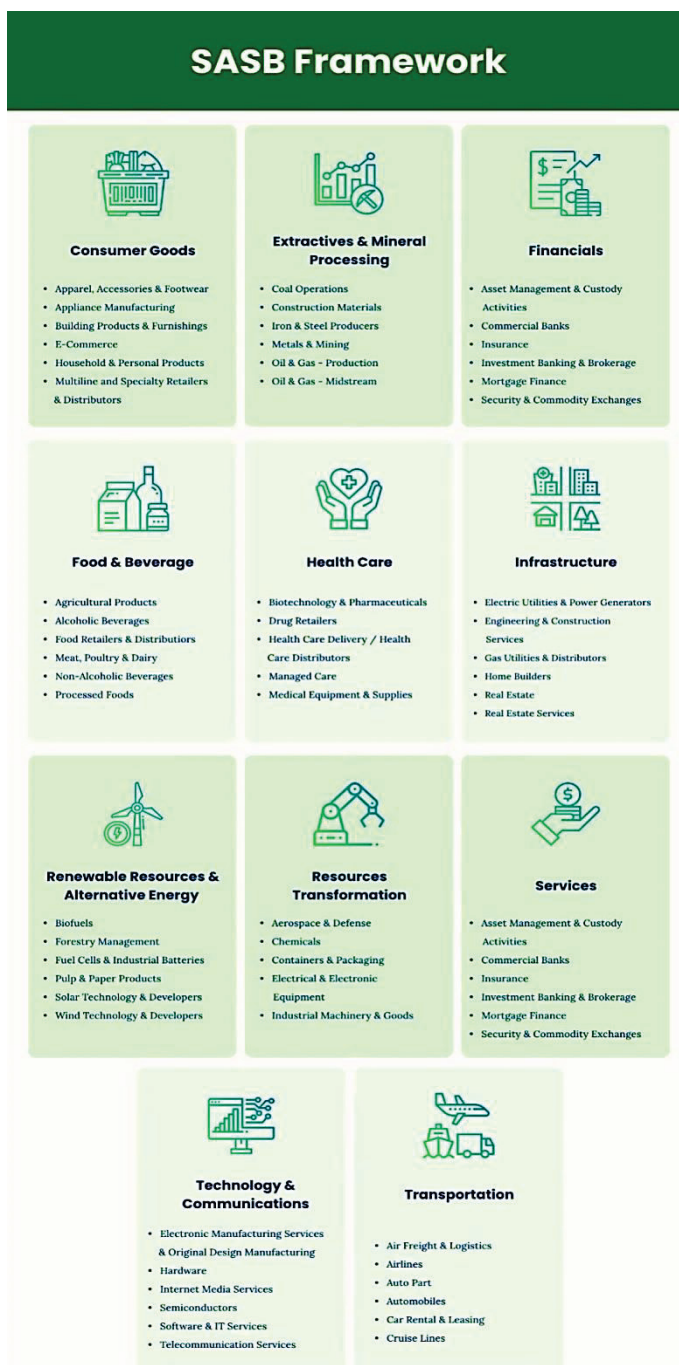 SASB Framework
Consumer Goods
• Apparel, Accessories & Footwear
• Appliance Manufacturing
• Building Products & Furnishings
• E-Commerce
• Household & Personal Products
• Multiline and Specialty Retailers
& Distributors
Extractives & Mineral
Processing
• Coal Operations
• Construction Materials
• Iron & Steel Producers
• Metals & Mining
• Oil & Gas - Production
• Oil & Gas - Midstream
Financials
• Asset Management & Custody
Activities
• Commercial Banks
• Insurance
• Investment Banking & Brokerage
• Mortgage Finance
• Security & Commodity Exchanges
Food & Beverage
• Agricultural Products
• Alcoholic Beverages
• Food Retailers & Distributiors
• Meat, Poultry & Dairy
• Non-Alcoholic Beverages
• Processed Foods
Health Care
• Biotechnology & Pharmaceuticals
• Drug Retailers
• Health Care Delivery / Health
Care Distributors
• Managed Care
• Medical Equipment & Supplies
Infrastructure
• Electric Utilities & Power Generators
• Engineering & Construction
Services
• Gas Utilities & Distributors
• Home Builders
• Real Estate
• Real Estate Services
Renewable Resources &
Alternative Energy
• Biofuels
• Forestry Management
• Fuel Cells & Industrial Batteries
• Pulp & Paper Products
• Solar Technology & Developers
• Wind Technology & Developers
Resources
Transformation
• Aerospace & Defense
• Chemicals
• Containers & Packaging
• Electrical & Electronic
Equipment
• Industrial Machinery & Goods
Services
• Asset Management & Custody
Activities
• Commercial Banks
• Insurance
• Investment Banking & Brokerage
• Mortgage Finance
• Security & Commodity Exchanges
Technology &
Communications
• Electronic Manufacturing Services
& Original Design Manufacturing
• Hardware
• Internet Media Services
• Semiconductors
• Software & IT Services
• Telecommunication Services
Transportation
• Air Freight & Logistics
• Airlines
• Auto Part
• Automobiles
• Car Rental & Leasing
• Cruise Lines